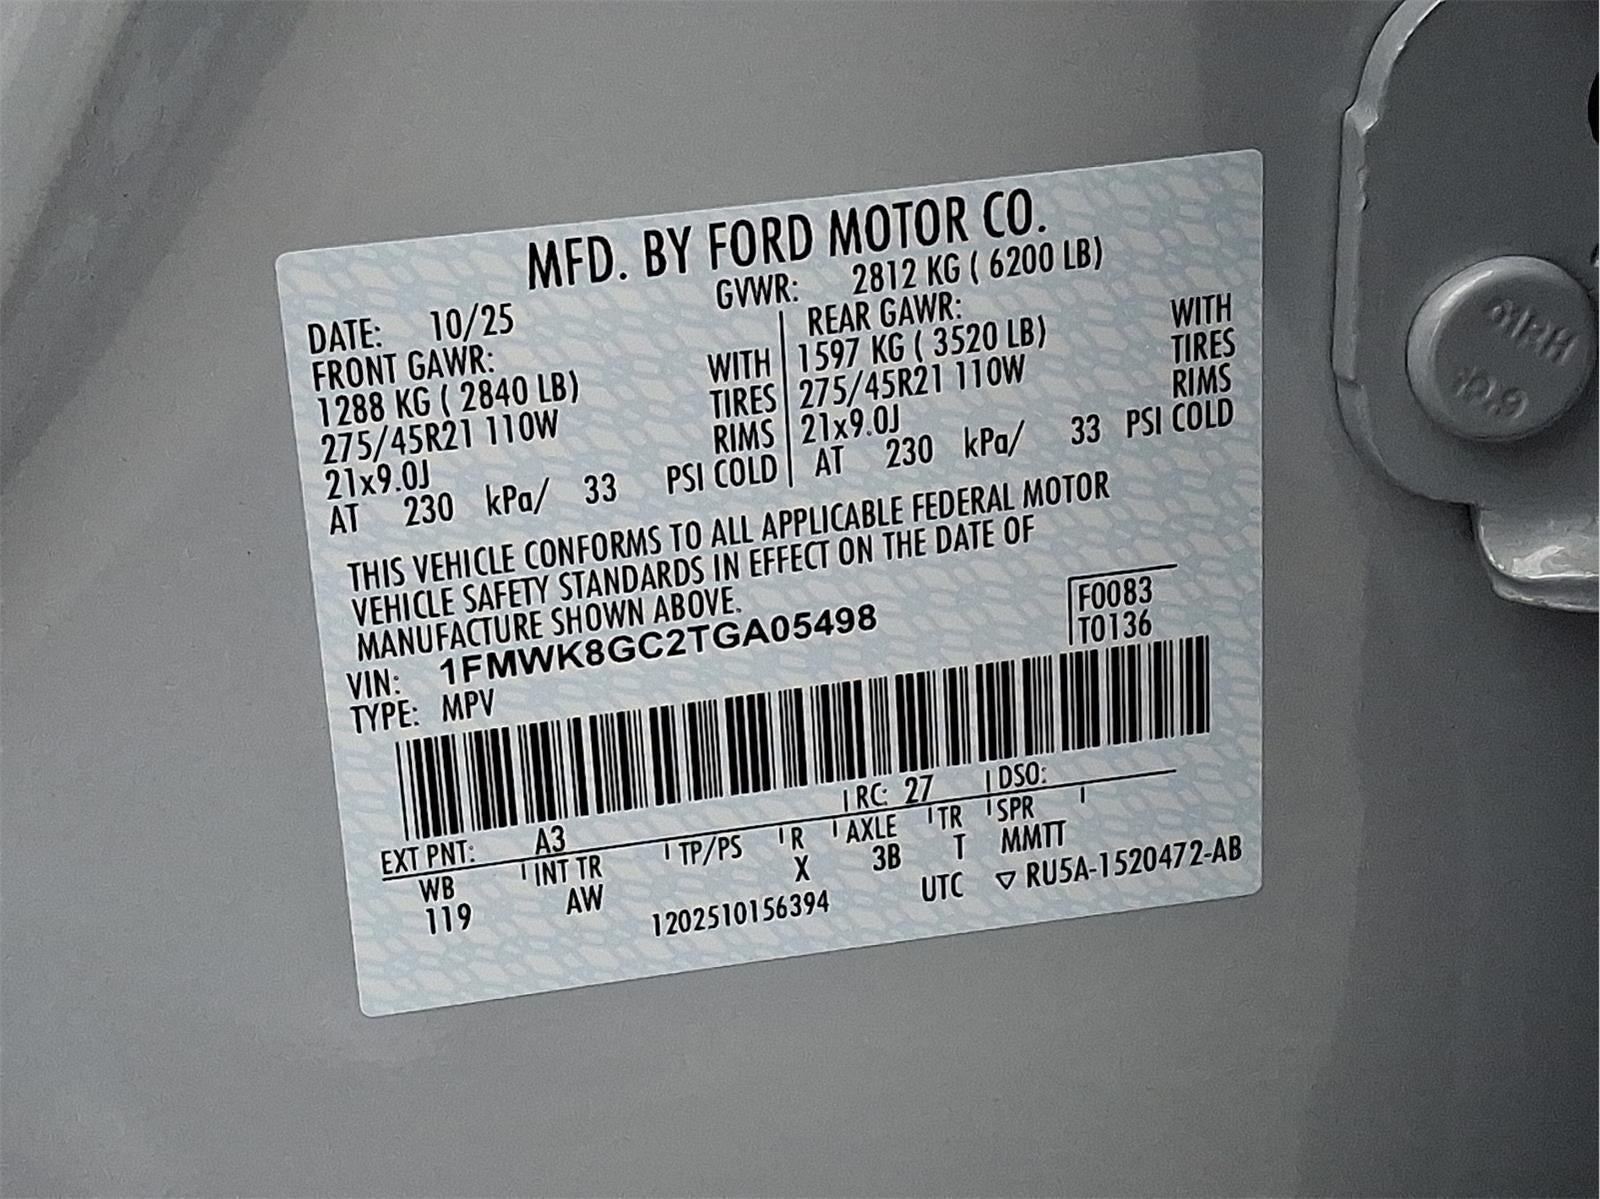 MFD. BY FORD MOTOR CO.
DATE: 10/25 GVWR: 2812 KG ( 6200 LB)
FRONT GAWR: WITH
1288 KG ( 2840 LB) TIRES
275/45R21 110W RIMS
21x9.0J
AT 230 kPa/ 33 PSI COLD
REAR GAWR: WITH
1597 KG ( 3520 LB) TIRES
275/45R21 110W RIMS
21x9.0J
AT 230 kPa/ 33 PSI COLD
THIS VEHICLE CONFORMS TO ALL APPLICABLE FEDERAL MOTOR
VEHICLE SAFETY STANDARDS IN EFFECT ON THE DATE OF
MANUFACTURE SHOWN ABOVE.
F0083
T0136
VIN: 1FMWK8GC2TGA05498
TYPE: MPV
EXT PNT: A3 RC: 27 DSO:
WB INT TR TP/PS R AXLE TR SPR
119 AW X 3B T MMTT
1202510156394 UTC ▽ RU5A-1520472-AB